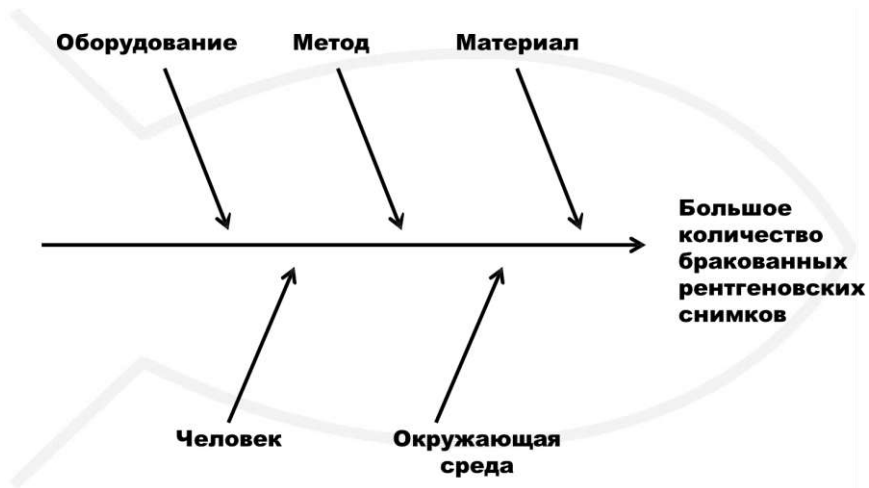 Оборудование
Метод
Материал
Большое
количество
бракованных
рентгеновских
снимков
Человек
Окружающая
среда